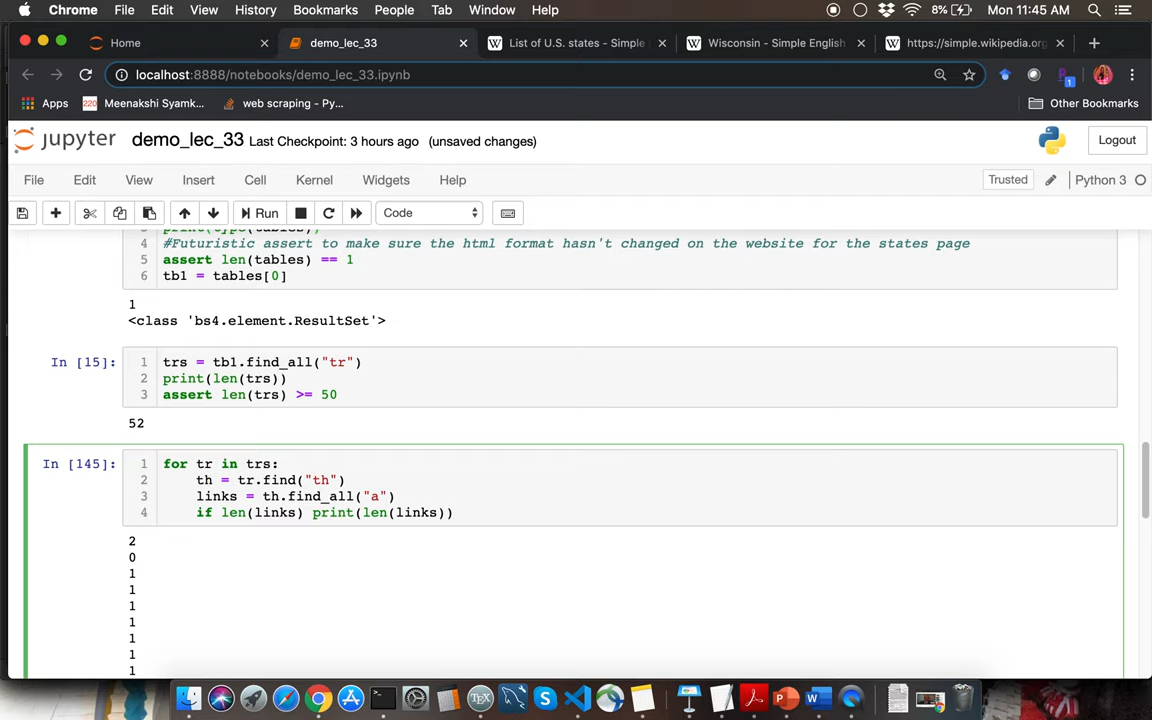 Chrome File Edit View History Bookmarks People Tab Window Help 8% Mon 11:45 AM
Home demo_lec_33 List of U.S. states - Simple Wisconsin - Simple English https://simple.wikipedia.org
localhost:8888/notebooks/demo_lec_33.ipynb
Apps 220 Meenakshi Syamk... web scraping - Py... Other Bookmarks
jupyter demo_lec_33 Last Checkpoint: 3 hours ago (unsaved changes) Logout
File Edit View Insert Cell Kernel Widgets Help Trusted Python 3
Run Code
4 #Futuristic assert to make sure the html format hasn't changed on the website for the states page
5 assert len(tables) == 1
6 tb1 = tables[0]
1
<class 'bs4.element.ResultSet'>
In [15]: 1 trs = tb1.find_all("tr")
2 print(len(trs))
3 assert len(trs) >= 50
52
In [145]: 1 for tr in trs:
2 th = tr.find("th")
3 links = th.find_all("a")
4 if len(links) print(len(links))
2
0
1
1
1
1
1
1
1